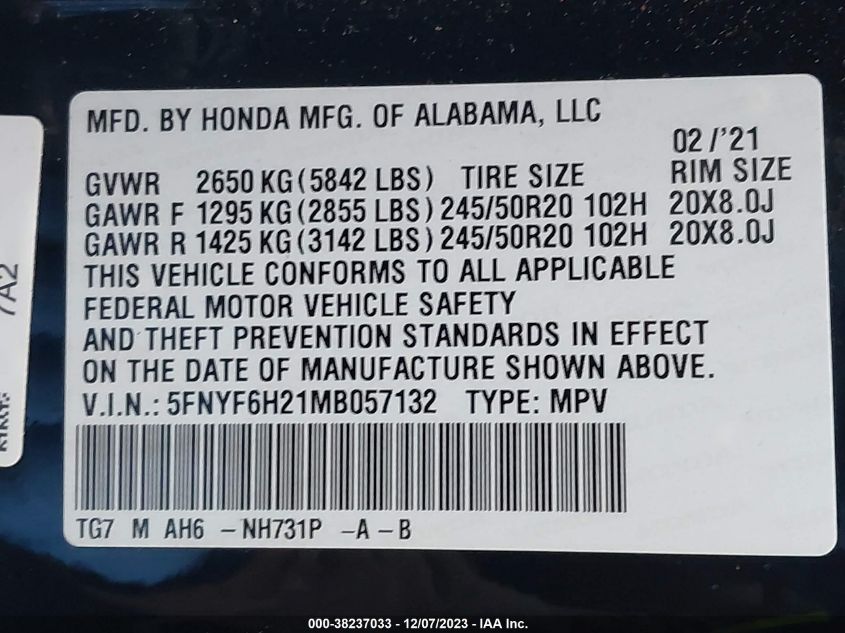 MFD. BY HONDA MFG. OF ALABAMA, LLC
02 /'21
GVWR 2650 KG (5842 LBS) TIRE SIZE RIM SIZE
GAWR F 1295 KG (2855 LBS) 245/50R20 102H 20X8.0J
GAWR R 1425 KG (3142 LBS) 245/50R20 102H 20X8.0J
THIS VEHICLE CONFORMS TO ALL APPLICABLE
FEDERAL MOTOR VEHICLE SAFETY
AND THEFT PREVENTION STANDARDS IN EFFECT
ON THE DATE OF MANUFACTURE SHOWN ABOVE.
V.I.N.: 5FNYF6H21MB057132 TYPE: MPV
TG7 M AH6 -NH731P -A -B
7A2
000-38237033 - 12/07/2023 - IAA Inc.